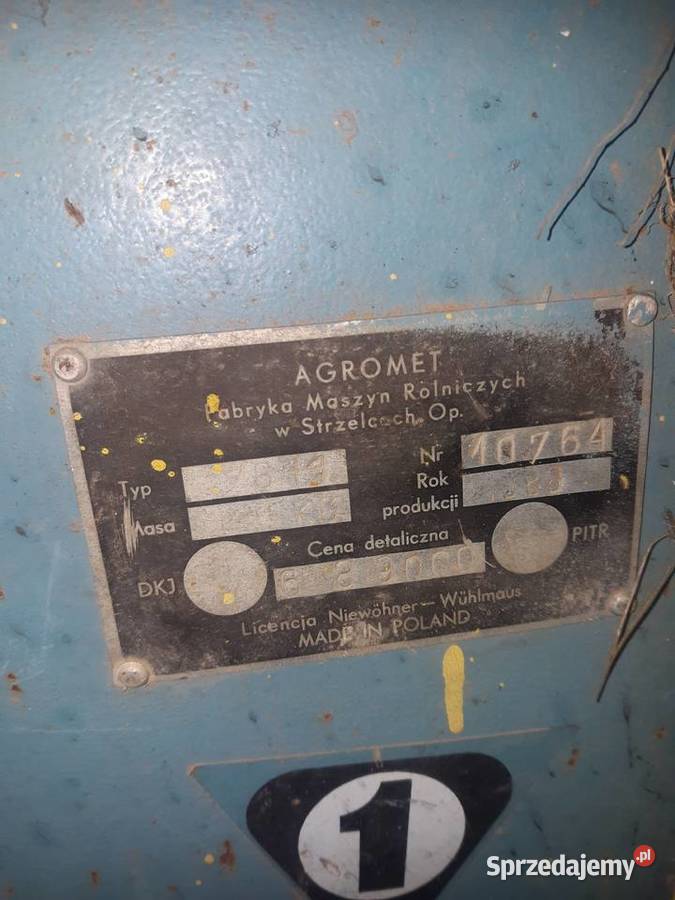 AGROMET
Fabryka Maszyn Rolniczych
w Strzelcach Op.
Typ
Nr 10764
Masa
Rok
produkcji
Cena detaliczna
DKJ
PITR
Licencja Niewöhner – Wühlmaus
MADE IN POLAND
1
Sprzedajemy.pl